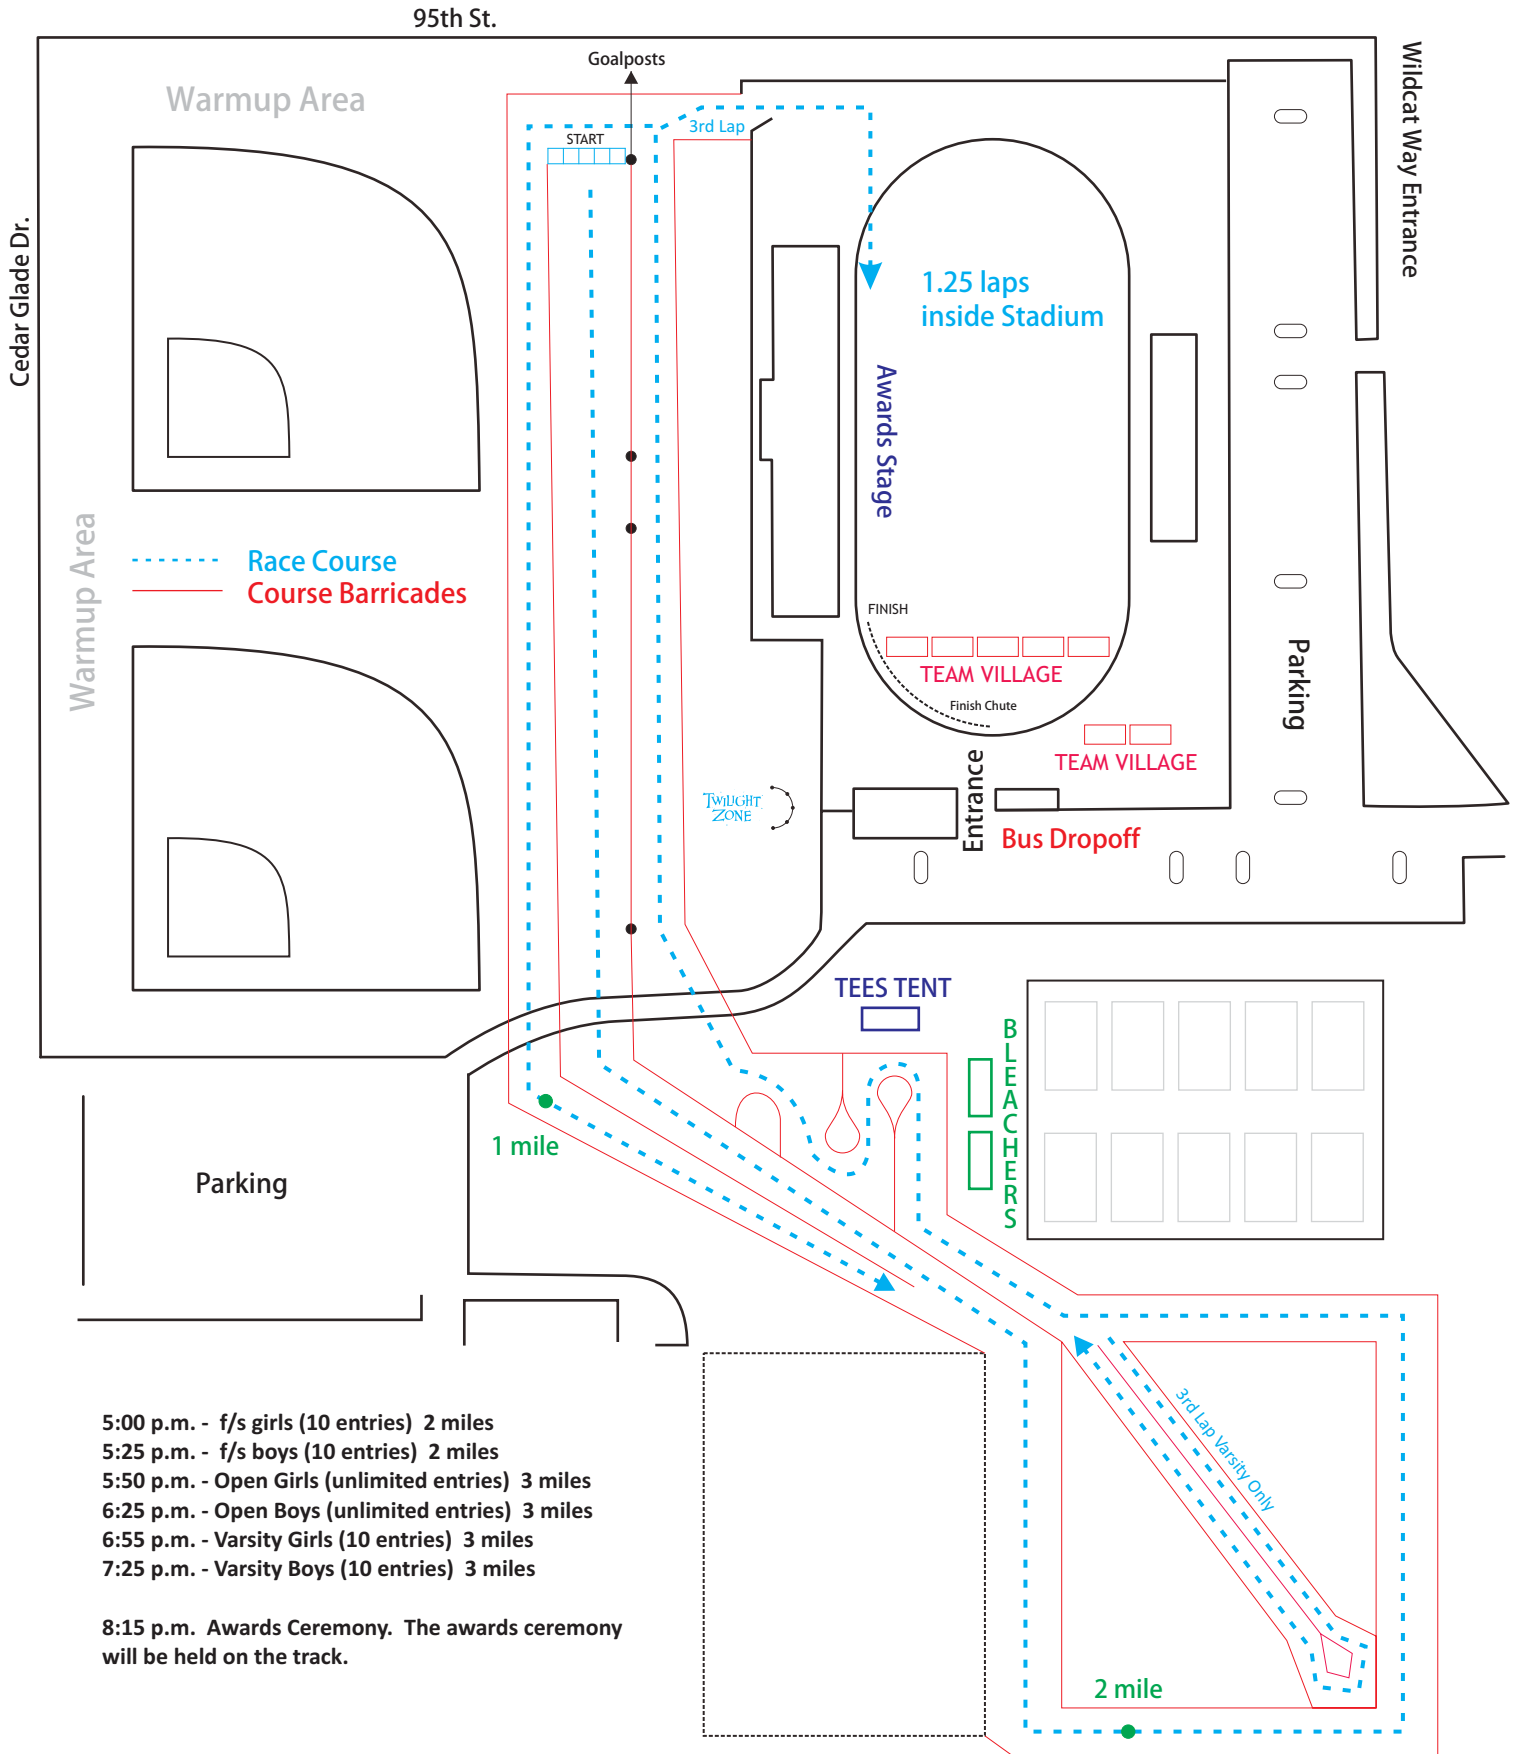 95th St.
Goalposts
Wildcat Way Entrance
Warmup Area
3rd Lap
START
Cedar Glade Dr.
1.25 laps
inside Stadium
Awards Stage
Warmup Area
Race Course
Course Barricades
FINISH
TEAM VILLAGE
Finish Chute
Parking
TEAM VILLAGE
TWILIGHT
ZONE
Entrance
Bus Dropoff
TEES TENT
BLEACHERS
1 mile
Parking
3rd Lap Varsity Only
5:00 p.m. - f/s girls (10 entries) 2 miles
5:25 p.m. - f/s boys (10 entries) 2 miles
5:50 p.m. - Open Girls (unlimited entries) 3 miles
6:25 p.m. - Open Boys (unlimited entries) 3 miles
6:55 p.m. - Varsity Girls (10 entries) 3 miles
7:25 p.m. - Varsity Boys (10 entries) 3 miles
8:15 p.m. Awards Ceremony. The awards ceremony
will be held on the track.
2 mile